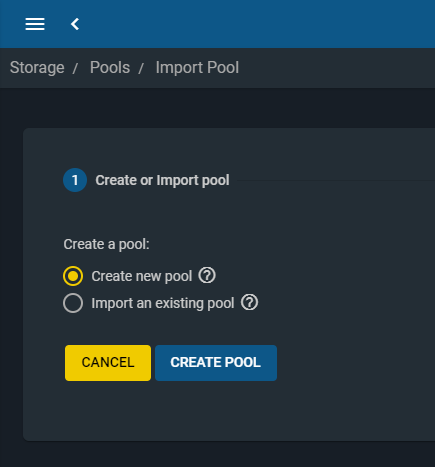 Storage / Pools / Import Pool
1 Create or Import pool
Create a pool:
Create new pool ?
Import an existing pool ?
CANCEL CREATE POOL